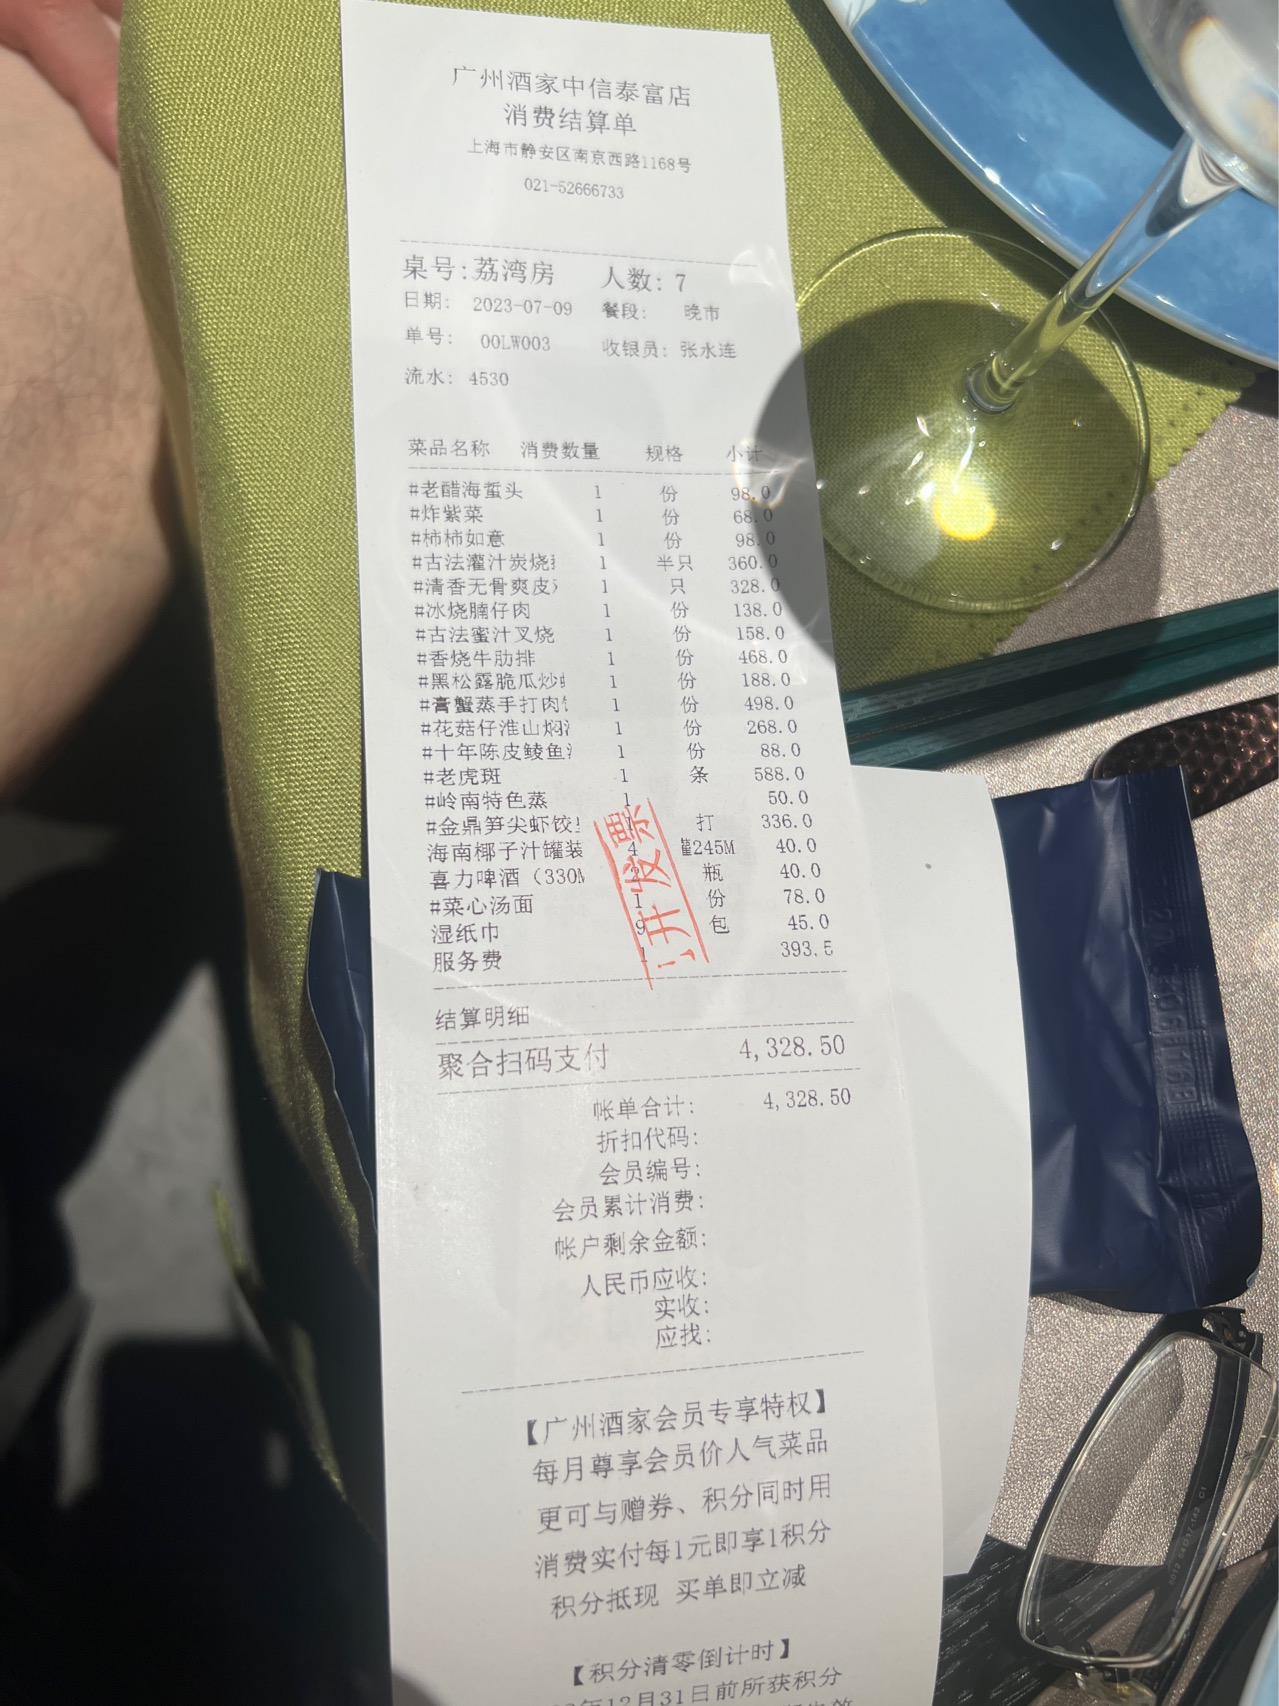 广州酒家中信泰富店
消费结算单
上海市静安区南京西路1168号
021-52666733
桌号:荔湾房 人数: 7
日期: 2023-07-09 餐段: 晚市
单号: 00LW003 收银员: 张水连
流水: 4530
菜品名称 消费数量 规格 小计
#老醋海蜇头 1 份 98.0
#炸紫菜 1 份 68.0
#柿柿如意 1 份 98.0
#古法灌汁炭烧 1 半只 360.0
#清香无骨爽皮 1 只 328.0
#冰烧腩仔肉 1 份 138.0
#古法蜜汁叉烧 1 份 158.0
#香烧牛肋排 1 份 468.0
#黑松露脆瓜炒 1 份 188.0
#膏蟹蒸手打肉 1 份 498.0
#花菇仔淮山焖 1 份 268.0
#十年陈皮鲮鱼 1 份 88.0
#老虎斑 1 条 588.0
#岭南特色蒸 1 50.0
#金鼎笋尖虾饺 1 打 336.0
海南椰子汁罐装 4 245M 40.0
喜力啤酒（330M 2 瓶 40.0
#菜心汤面 1 份 78.0
湿纸巾 9 包 45.0
服务费 1 393.5
已开发票
结算明细
聚合扫码支付 4,328.50
帐单合计: 4,328.50
折扣代码:
会员编号:
会员累计消费:
帐户剩余金额:
人民币应收:
实收:
应找:
【广州酒家会员专享特权】
每月尊享会员价人气菜品
更可与赠券、积分同时用
消费实付每1元即享1积分
积分抵现 买单即立减
【积分清零倒计时】
年12月31日前所获积分